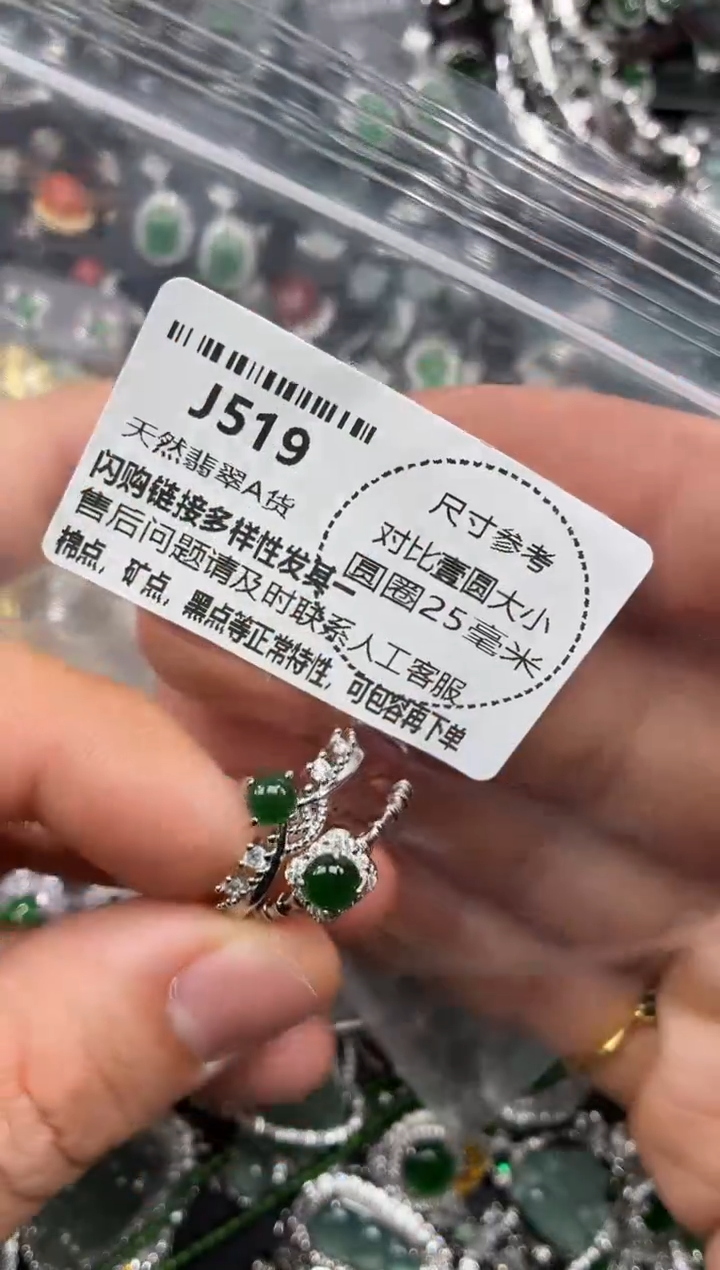 J519
天然翡翠A货
闪购链接多样性发其一
售后问题请及时联系人工客服
棉点，矿点，黑点等正常特性，可包容再下单
尺寸参考
对比壹圆大小
圆圈25毫米